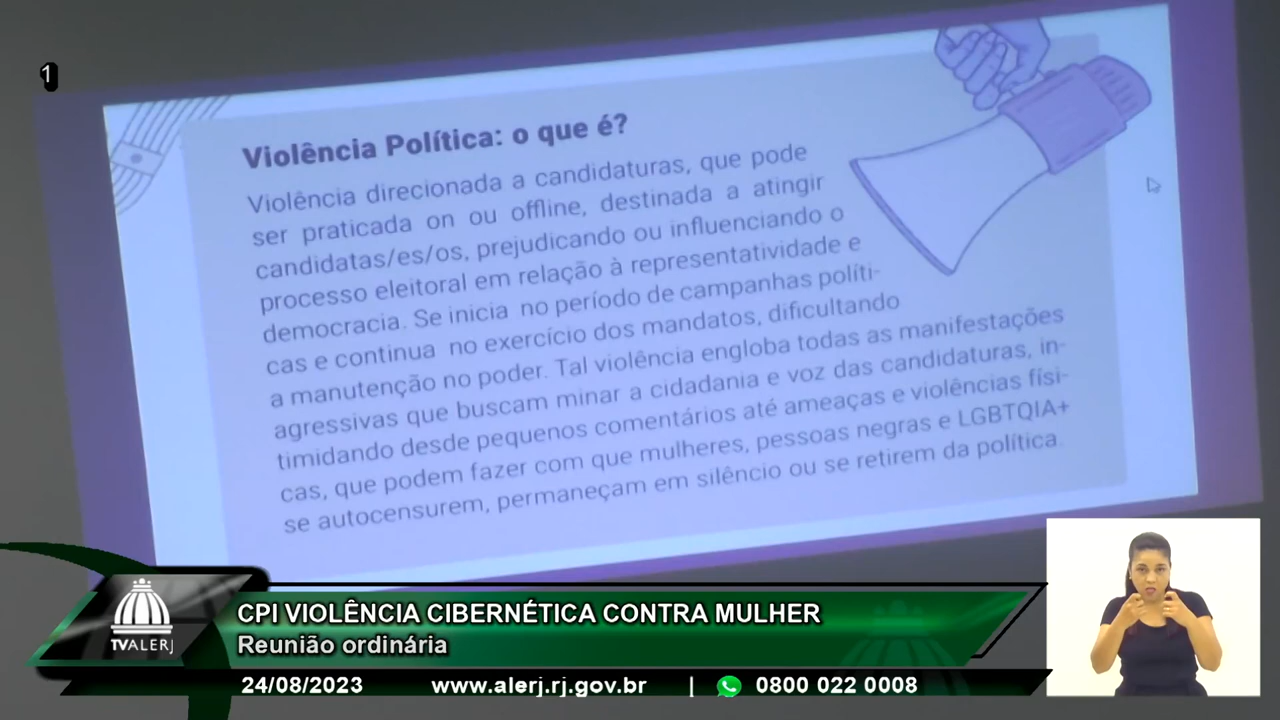 1
Violência Política: o que é?
Violência direcionada a candidaturas, que pode
ser praticada on ou offline, destinada a atingir
candidatas/es/os, prejudicando ou influenciando o
processo eleitoral em relação à representatividade e
democracia. Se inicia no período de campanhas políti-
cas e continua no exercício dos mandatos, dificultando
a manutenção no poder. Tal violência engloba todas as manifestações
agressivas que buscam minar a cidadania e voz das candidaturas, in-
timidando desde pequenos comentários até ameaças e violências físi-
cas, que podem fazer com que mulheres, pessoas negras e LGBTQIA+
se autocensurem, permaneçam em silêncio ou se retirem da política.
CPI VIOLÊNCIA CIBERNÉTICA CONTRA MULHER
Reunião ordinária
TVALERJ
24/08/2023 www.alerj.rj.gov.br | 0800 022 0008